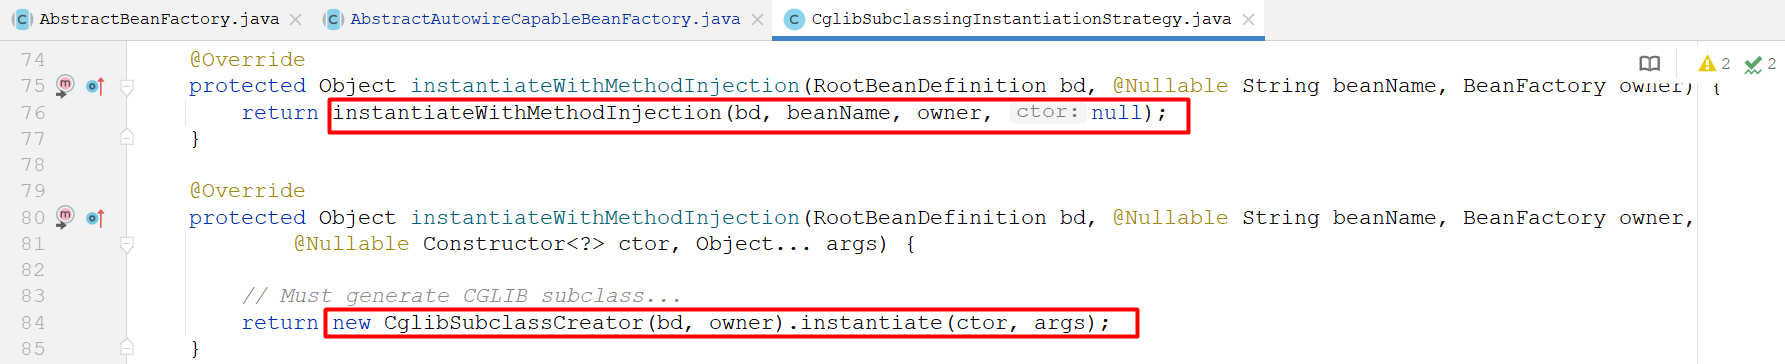 AbstractBeanFactory.java AbstractAutowireCapableBeanFactory.java CglibSubclassingInstantiationStrategy.java
74 @Override
75 protected Object instantiateWithMethodInjection(RootBeanDefinition bd, @Nullable String beanName, BeanFactory owner) {
76 return instantiateWithMethodInjection(bd, beanName, owner, ctor: null);
77 }
78
79 @Override
80 protected Object instantiateWithMethodInjection(RootBeanDefinition bd, @Nullable String beanName, BeanFactory owner,
81 @Nullable Constructor<?> ctor, Object... args) {
82
83 // Must generate CGLIB subclass...
84 return new CglibSubclassCreator(bd, owner).instantiate(ctor, args);
85 }
2 2